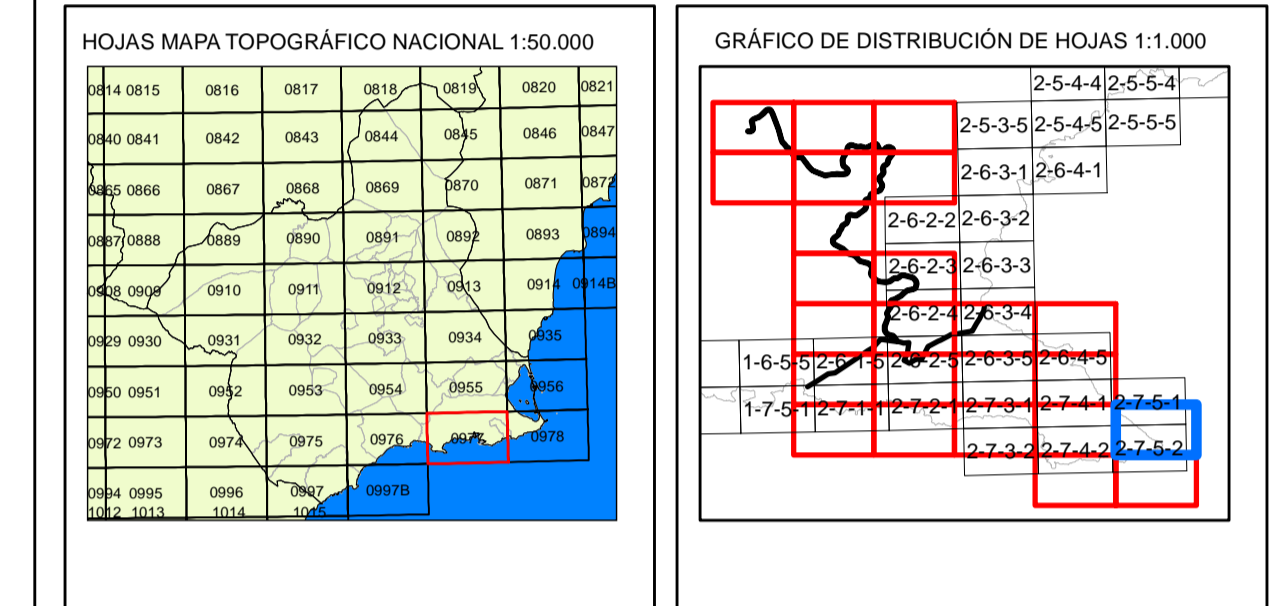 HOJAS MAPA TOPOGRÁFICO NACIONAL 1:50.000
0814 0815 0816 0817 0818 0819 0820 0821
0840 0841 0842 0843 0844 0845 0846 0847
0865 0866 0867 0868 0869 0870 0871 0872
0887 0888 0889 0890 0891 0892 0893 0894
0908 0909 0910 0911 0912 0913 0914 0914B
0929 0930 0931 0932 0933 0934 0935
0950 0951 0952 0953 0954 0955 0956
0972 0973 0974 0975 0976 0977 0978
0994 0995 0996 0997 0997B
1012 1013 1014 1015
GRÁFICO DE DISTRIBUCIÓN DE HOJAS 1:1.000
2-5-4-4 2-5-5-4
2-5-3-5 2-5-4-5 2-5-5-5
2-6-3-1 2-6-4-1
2-6-2-2 2-6-3-2
2-6-2-3 2-6-3-3
2-6-2-4 2-6-3-4
1-6-5-5 2-6-1-5 2-6-2-5 2-6-3-5 2-6-4-5
1-7-5-1 2-7-1-1 2-7-2-1 2-7-3-1 2-7-4-1 2-7-5-1
2-7-3-2 2-7-4-2 2-7-5-2